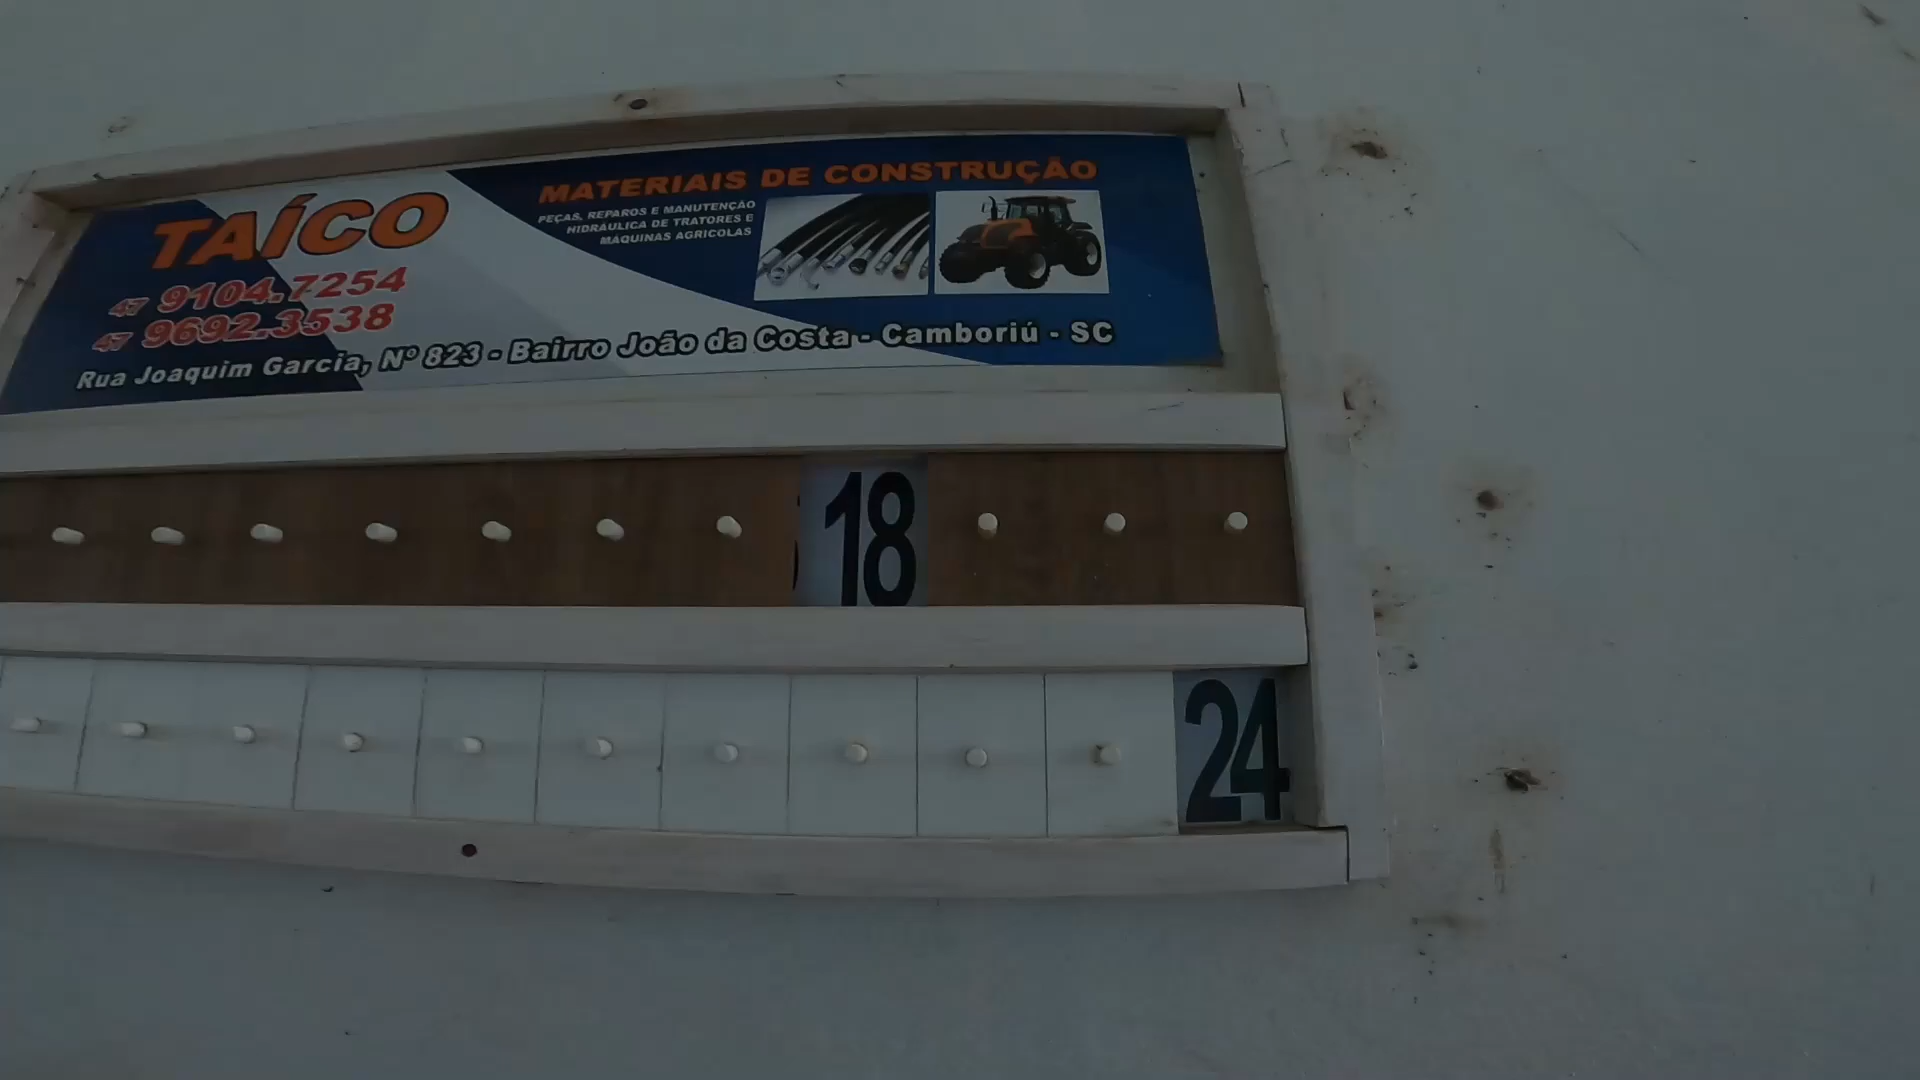 TAÍCO
47 9104.7254
47 9692.3538
MATERIAIS DE CONSTRUÇÃO
PEÇAS, REPAROS E MANUTENÇÃO
HIDRÁULICA DE TRATORES E
MÁQUINAS AGRICOLAS
Rua Joaquim Garcia, Nº 823 - Bairro João da Costa - Camboriú - SC
18
24